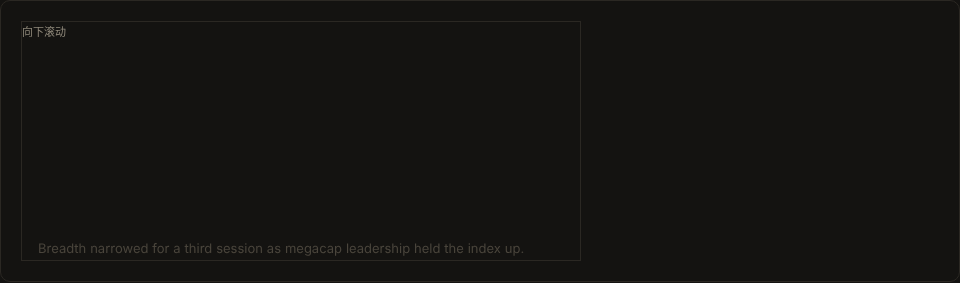 向下滚动
Breadth narrowed for a third session as megacap leadership held the index up.